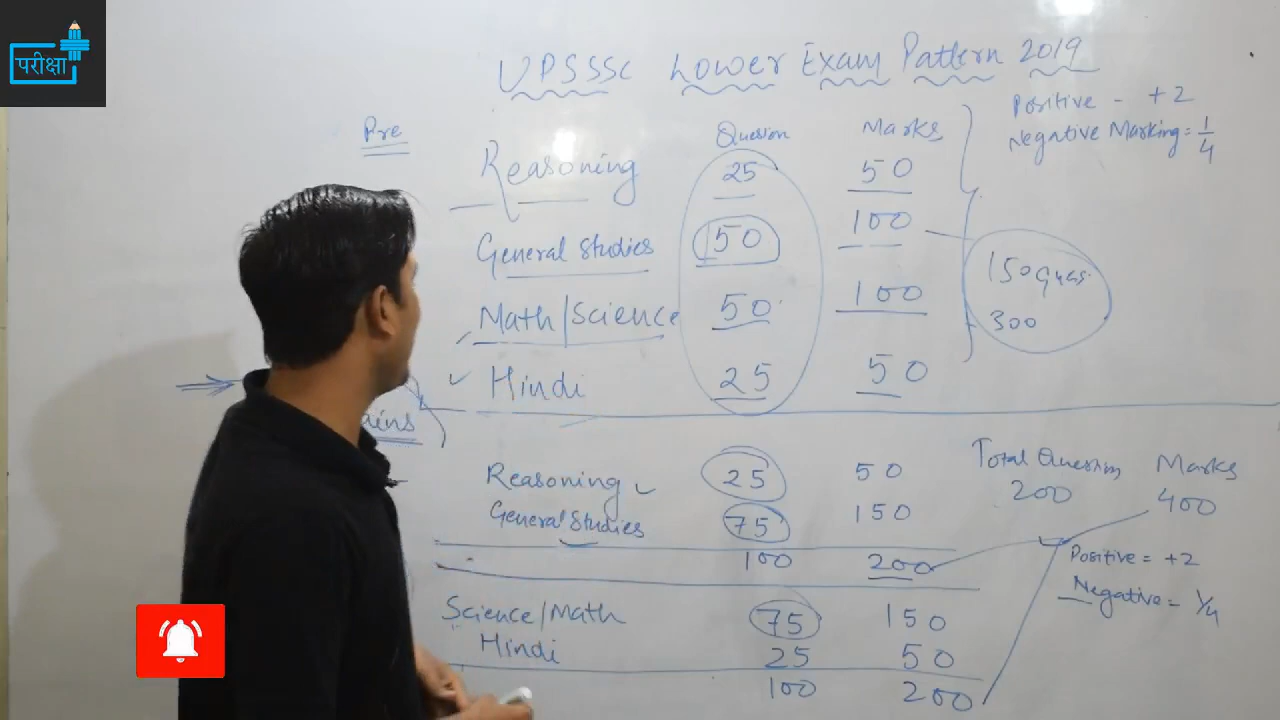 परीक्षा
UPSSSC Lower Exam Pattern 2019
Positive - +2
Negative Marking = 1/4
Pre
Question Marks
Reasoning 25 50
General Studies 50 100
Math/Science 50 100
Hindi 25 50
150 Ques
300
ains
Reasoning 25 50
General Studies 75 150
100 200
Total Question Marks
200 400
Positive = +2
Negative = 1/4
Science/Math 75 150
Hindi 25 50
100 200